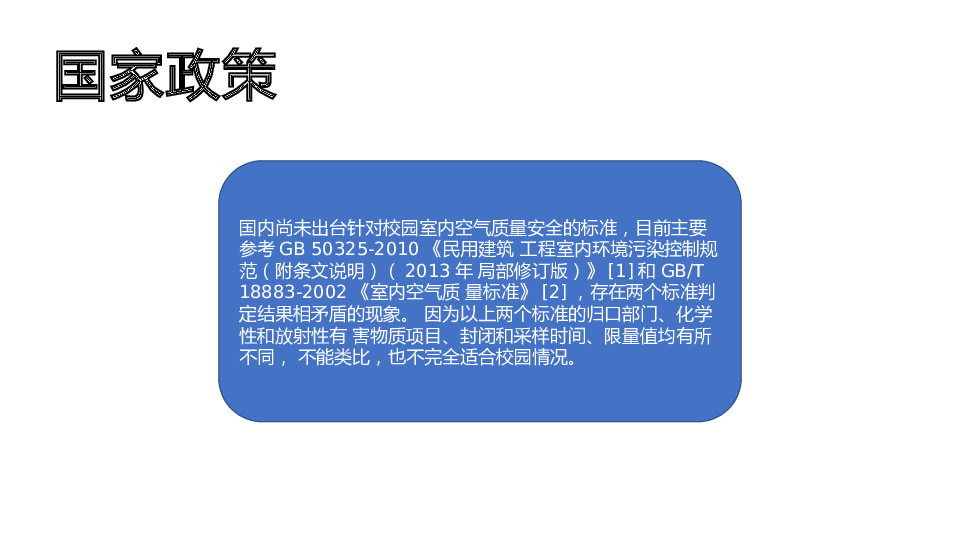 国家政策
国内尚未出台针对校园室内空气质量安全的标准，目前主要
参考 GB 50325-2010 《民用建筑 工程室内环境污染控制规
范（附条文说明）（ 2013 年 局部修订版）》 [1] 和 GB/T
18883-2002 《室内空气质 量标准》 [2] ，存在两个标准判
定结果相矛盾的现象。 因为以上两个标准的归口部门、化学
性和放射性有 害物质项目、封闭和采样时间、限量值均有所
不同， 不能类比，也不完全适合校园情况。